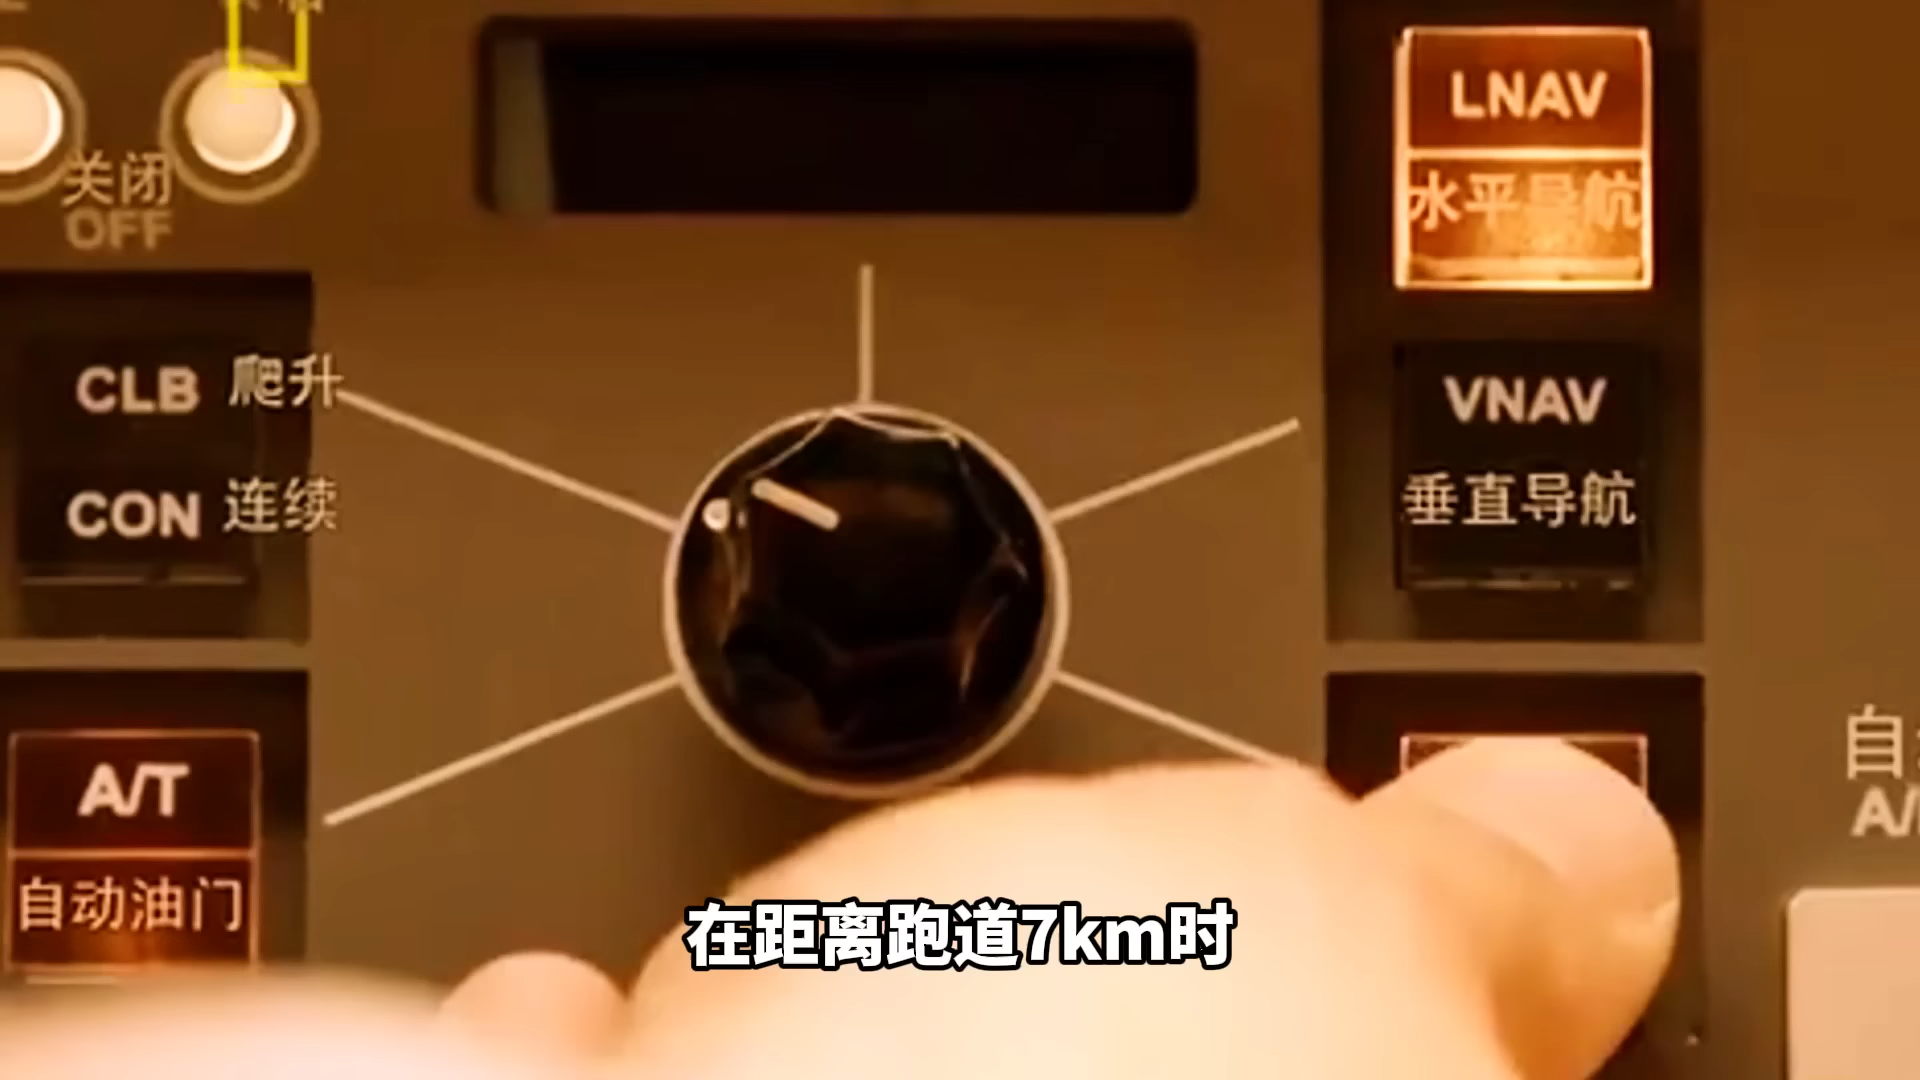 关闭
OFF
LNAV
水平导航
CLB 爬升
CON 连续
VNAV
垂直导航
A/T
自动油门
自
A/
在距离跑道7km时